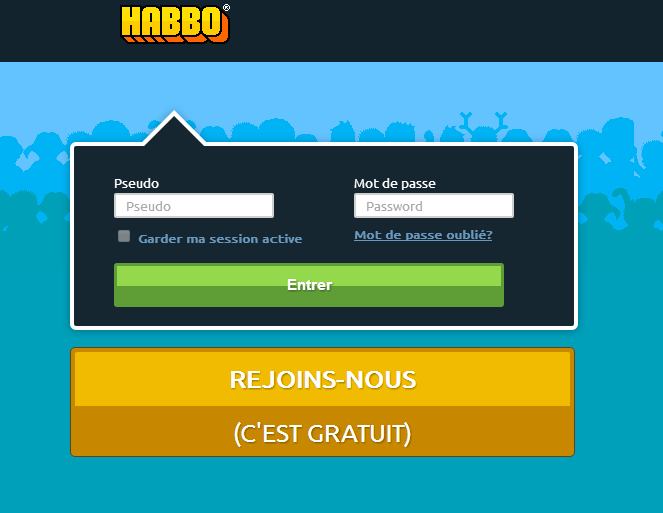 HABBO®
Pseudo
Mot de passe
Pseudo
Password
Garder ma session active
Mot de passe oublié?
Entrer
REJOINS-NOUS
(C'EST GRATUIT)